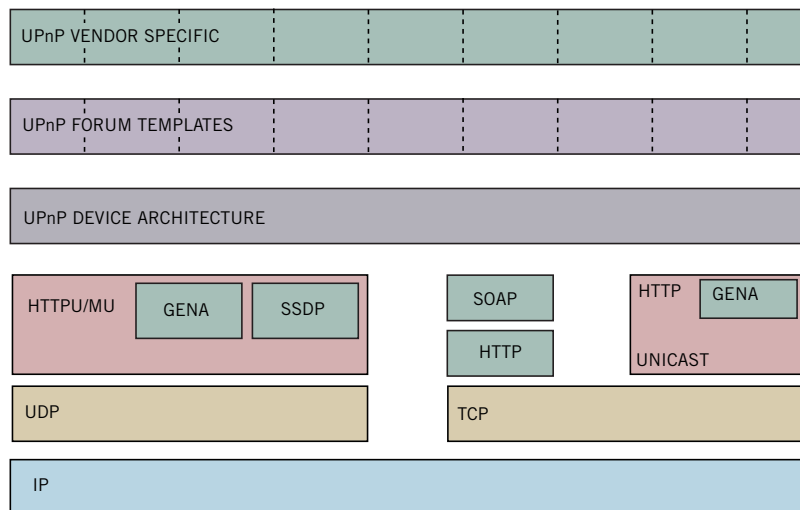 UPnP VENDOR SPECIFIC
UPnP FORUM TEMPLATES
UPnP DEVICE ARCHITECTURE
HTTPU/MU
GENA
SSDP
SOAP
HTTP
HTTP
GENA
UNICAST
UDP
TCP
IP